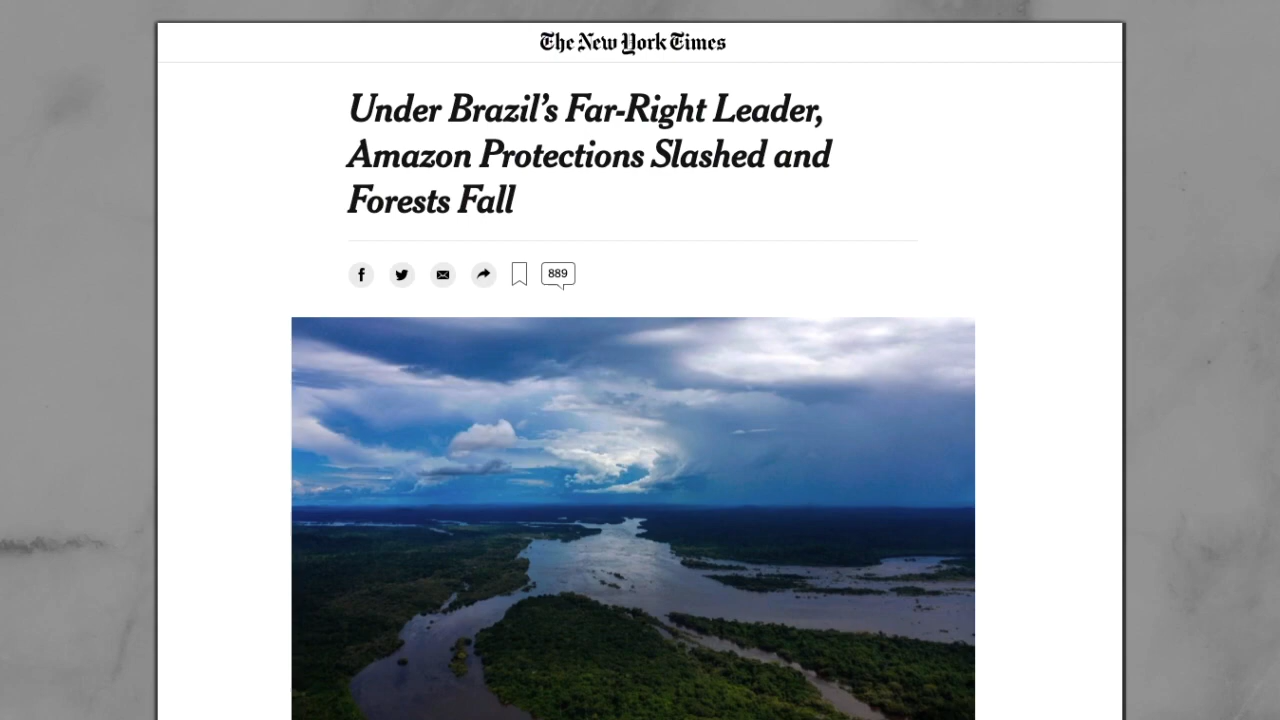 The New York Times
Under Brazil’s Far-Right Leader,
Amazon Protections Slashed and
Forests Fall
889